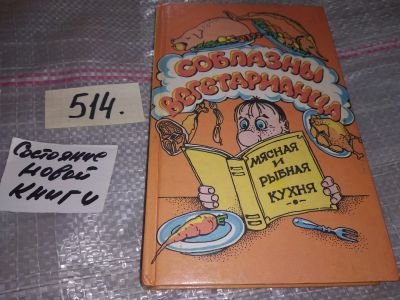 514.
Состояние
новой
книги
СОБЛАЗНЫ
ВЕГЕТАРИАНЦА
МЯСНАЯ И
РЫБНАЯ
КУХНЯ